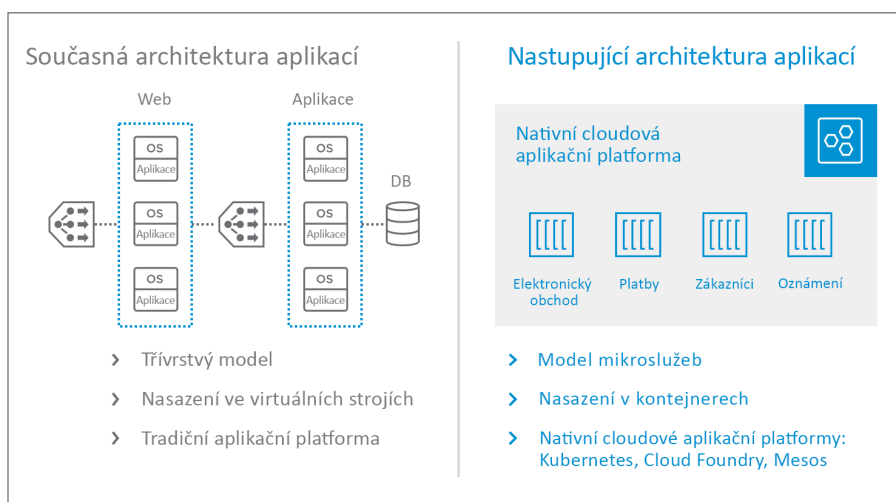 Současná architektura aplikací
Web
Aplikace
OS
Aplikace
OS
Aplikace
OS
Aplikace
OS
Aplikace
OS
Aplikace
OS
Aplikace
DB
Třívrstvý model
Nasazení ve virtuálních strojích
Tradiční aplikační platforma
Nastupující architektura aplikací
Nativní cloudová
aplikační platforma
Elektronický
obchod
Platby
Zákazníci
Oznámení
Model mikroslužeb
Nasazení v kontejnerech
Nativní cloudové aplikační platformy:
Kubernetes, Cloud Foundry, Mesos